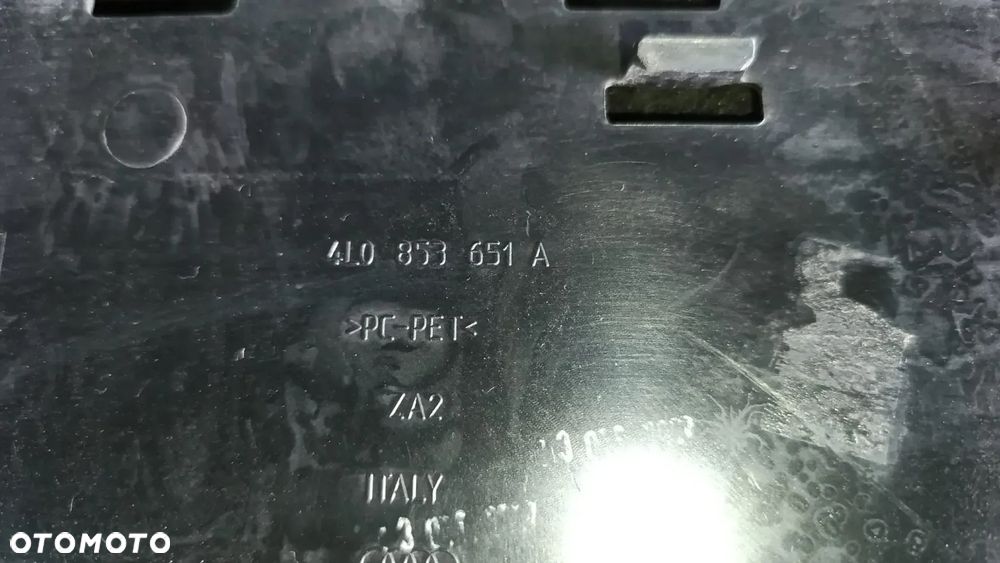 4L0 853 651 A
>PC-PET<
ZA2
ITALY
OTOMOTO